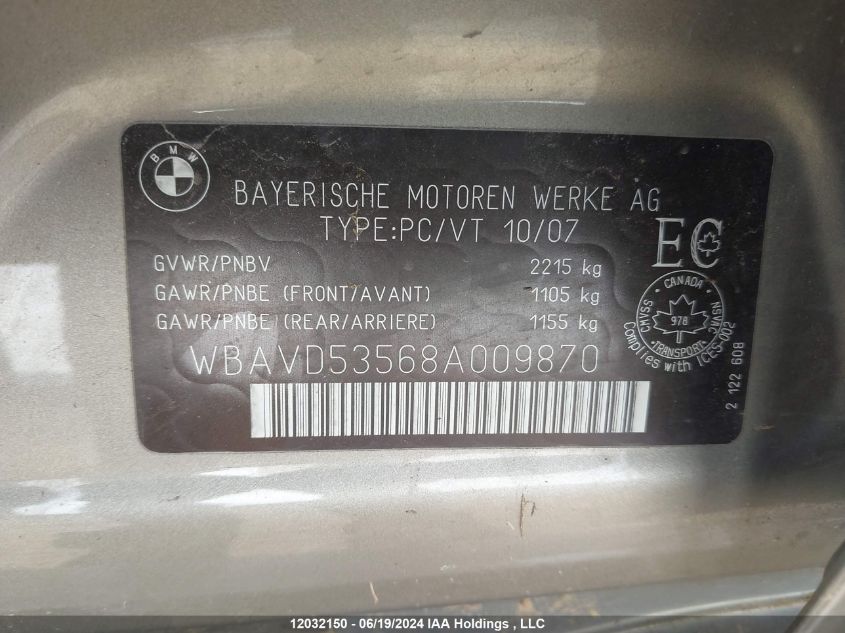 BMW
BAYERISCHE MOTOREN WERKE AG
TYPE:PC/VT 10/07
EC
GVWR/PNBV 2215 kg
GAWR/PNBE (FRONT/AVANT) 1105 kg
GAWR/PNBE (REAR/ARRIERE) 1155 kg
CANADA
CMVSS
NSVAC
978
TRANSPORT
Complies with ICES-002
WBAVD53568A009870
2 122 608
12032150 - 06/19/2024 IAA Holdings , LLC